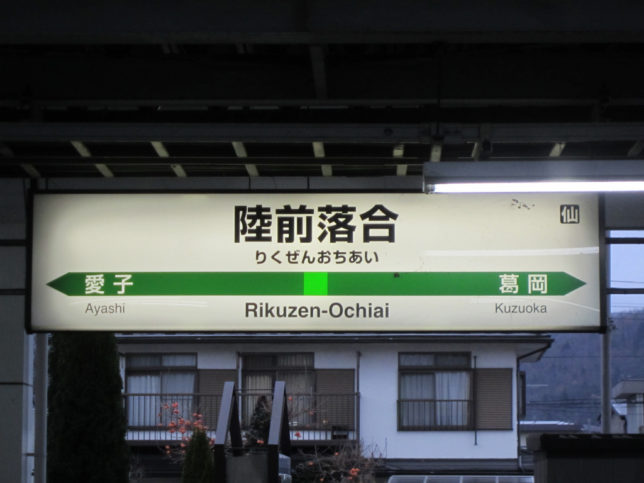 陸前落合
仙
りくぜんおちあい
愛子
葛岡
Ayashi
Rikuzen-Ochiai
Kuzuoka